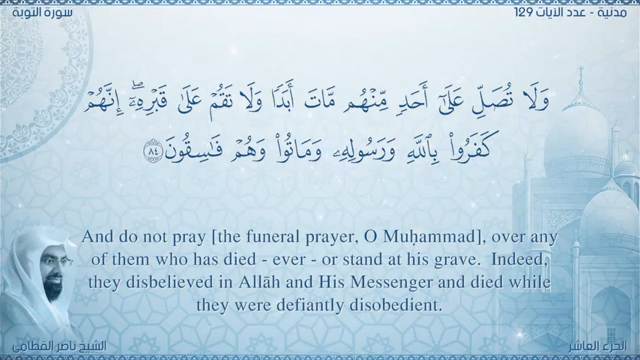 مدنية - عدد الآيات 129
سورة التوبة
وَلَا تُصَلِّ عَلَىٰٓ أَحَدٍۢ مِّنْهُم مَّاتَ أَبَدًۭا وَلَا تَقُمْ عَلَىٰ قَبْرِهِۦٓ ۖ إِنَّهُمْ
كَفَرُوا۟ بِٱللَّهِ وَرَسُولِهِۦ وَمَاتُوا۟ وَهُمْ فَـٰسِقُونَ ٨٤
And do not pray [the funeral prayer, O Muḥammad], over any
of them who has died - ever - or stand at his grave. Indeed,
they disbelieved in Allāh and His Messenger and died while
they were defiantly disobedient.
الجزء العاشر
الشيخ ناصر القطامي